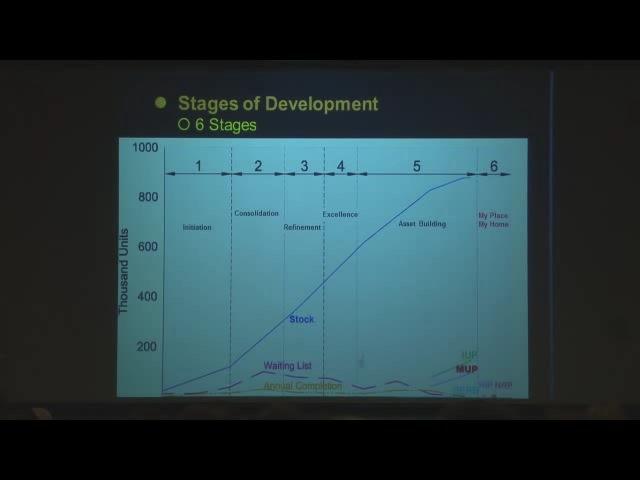 Stages of Development
6 Stages
1000
800
600
400
200
Thousand Units
1
2
3
4
5
6
Initiation
Consolidation
Refinement
Excellence
Asset Building
My Place
My Home
Stock
Waiting List
Annual Completion
IUP
MUP